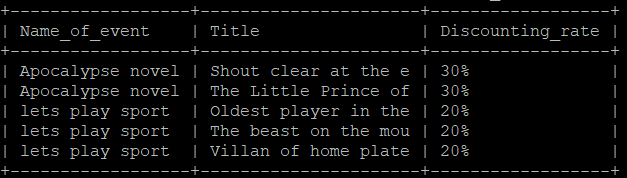 Name_of_event | Title | Discounting_rate
Apocalypse novel | Shout clear at the e | 30%
Apocalypse novel | The Little Prince of | 30%
lets play sport | Oldest player in the | 20%
lets play sport | The beast on the mou | 20%
lets play sport | Villan of home plate | 20%